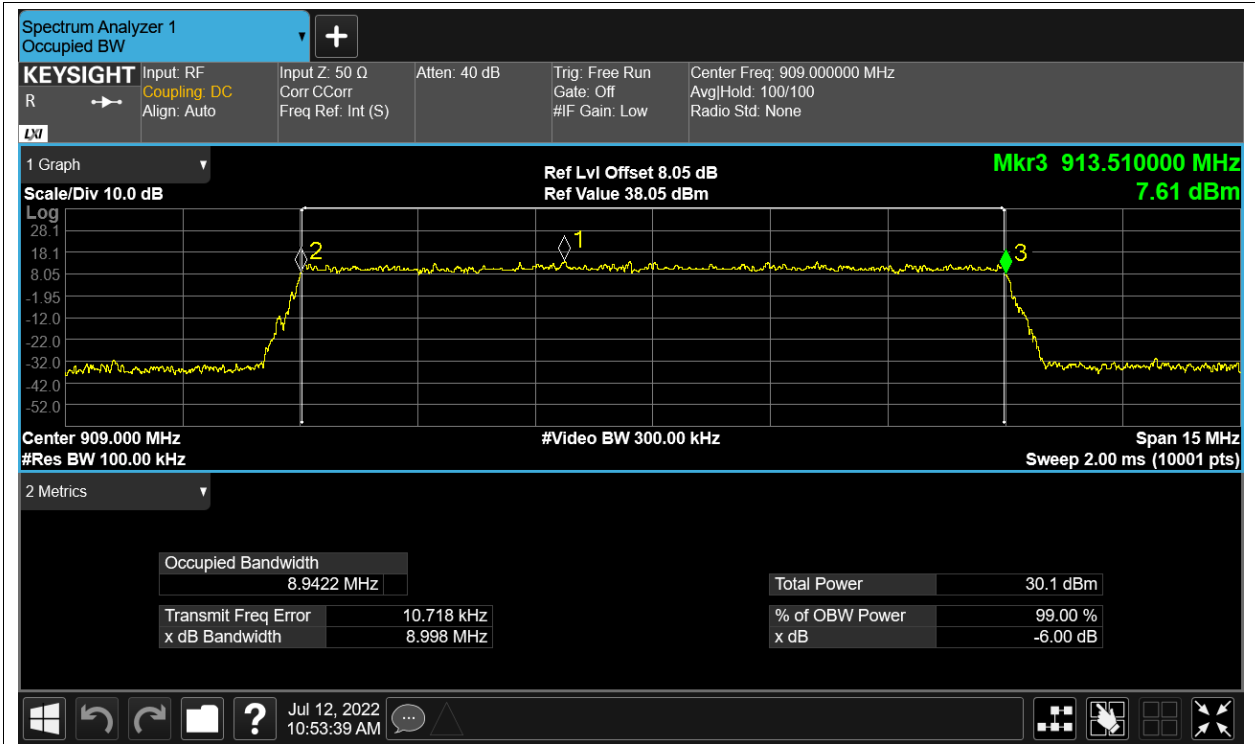 Spectrum Analyzer 1
Occupied BW
+
KEYSIGHT Input: RF Input Z: 50 Ω Atten: 40 dB Trig: Free Run Center Freq: 909.000000 MHz
R Coupling: DC Corr CCorr Gate: Off Avg|Hold: 100/100
Align: Auto Freq Ref: Int (S) #IF Gain: Low Radio Std: None
LXI
1 Graph Ref Lvl Offset 8.05 dB Mkr3 913.510000 MHz
Scale/Div 10.0 dB Ref Value 38.05 dBm 7.61 dBm
Log
28.1
18.1
8.05
-1.95
-12.0
-22.0
-32.0
-42.0
-52.0
2 1 3
Center 909.000 MHz #Video BW 300.00 kHz Span 15 MHz
#Res BW 100.00 kHz Sweep 2.00 ms (10001 pts)
2 Metrics
Occupied Bandwidth
8.9422 MHz Total Power 30.1 dBm
Transmit Freq Error 10.718 kHz % of OBW Power 99.00 %
x dB Bandwidth 8.998 MHz x dB -6.00 dB
? Jul 12, 2022
10:53:39 AM